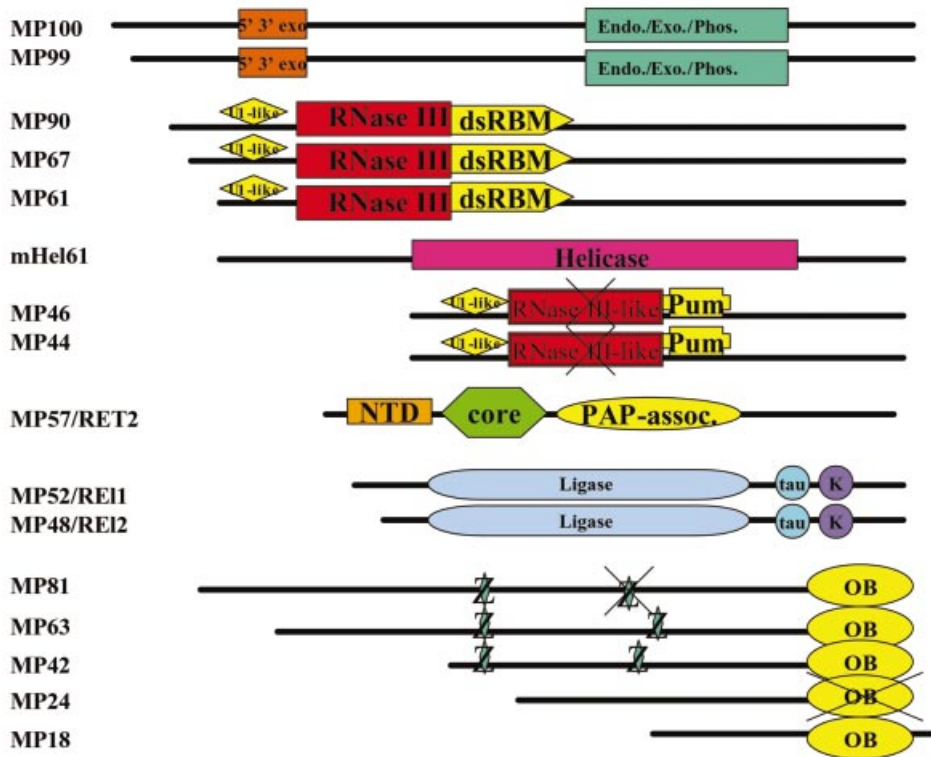 MP100 5' 3' exo Endo./Exo./Phos.
MP99 5' 3' exo Endo./Exo./Phos.
MP90 U1-like RNase III dsRBM
MP67 U1-like RNase III dsRBM
MP61 U1-like RNase III dsRBM
mHel61 Helicase
MP46 U1-like RNase III-like Pum
MP44 U1-like RNase III-like Pum
MP57/RET2 NTD core PAP-assoc.
MP52/REl1 Ligase tau K
MP48/REl2 Ligase tau K
MP81 Z Z OB
MP63 Z Z OB
MP42 Z Z OB
MP24 OB
MP18 OB